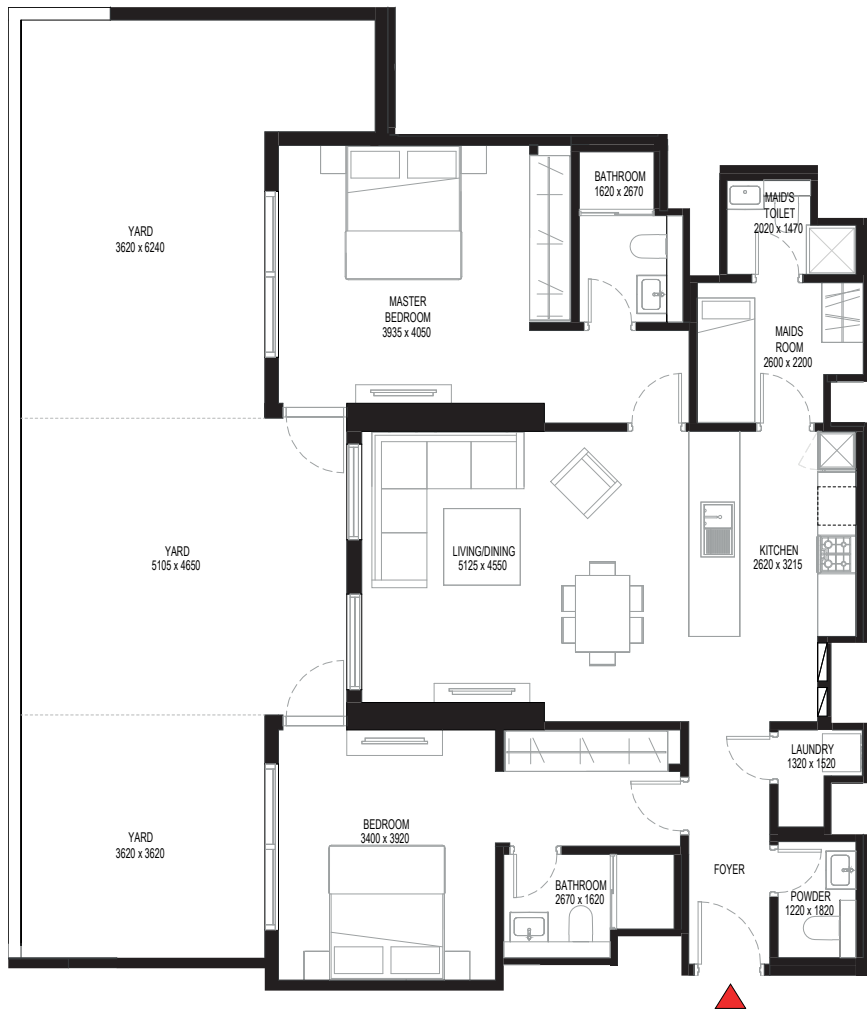 BATHROOM
1620 x 2670
MAID'S
TOILET
2020 x 1470
YARD
3620 x 6240
MASTER
BEDROOM
3935 x 4050
MAIDS
ROOM
2600 x 2200
YARD
5105 x 4650
LIVING/DINING
5125 x 4550
KITCHEN
2620 x 3215
LAUNDRY
1320 x 1520
YARD
3620 x 3620
BEDROOM
3400 x 3920
BATHROOM
2670 x 1620
FOYER
POWDER
1220 x 1820